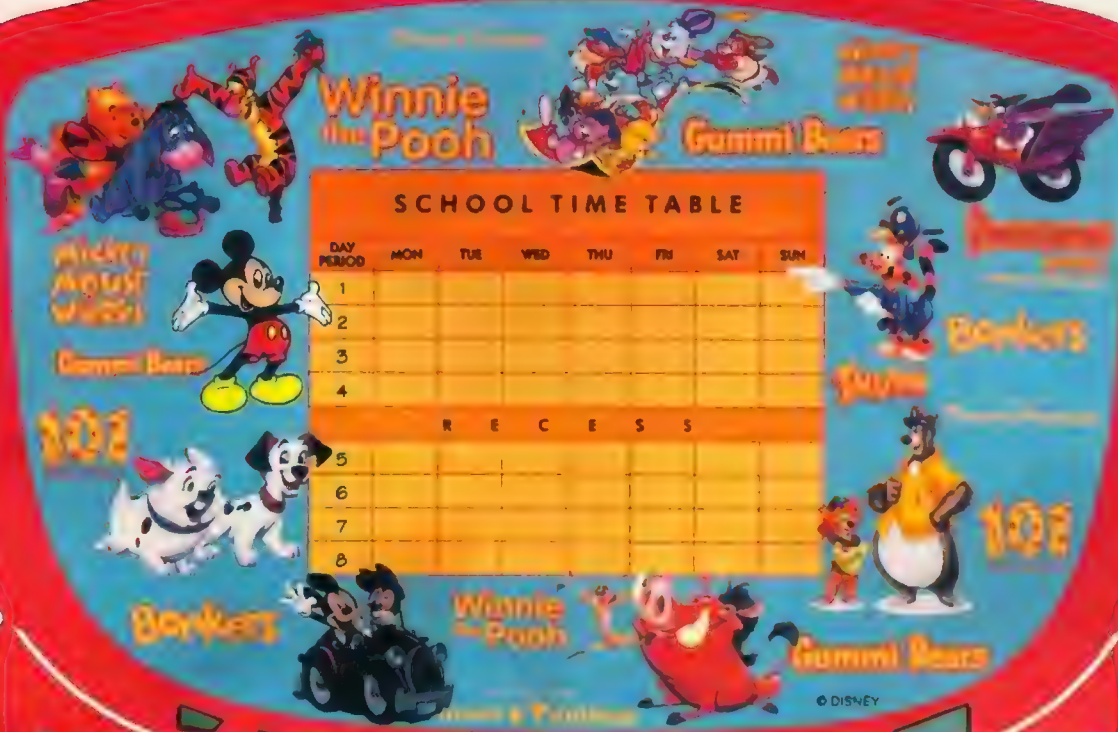 Winnie
the Pooh
Gummi Bears
SCHOOL TIME TABLE
DAY
PERIOD MON TUE WED THU FRI SAT SUN
1
2
3
4
RECESS
5
6
7
8
MICKEY
MOUSE
WORKS
Gummi Bears
101
Bonkers
Winnie
the Pooh
Bonkers
101
Gummi Bears
© DISNEY